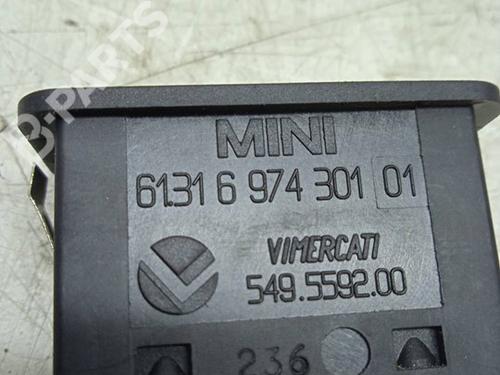 B-PARTS
MINI
61.31 6 974 301 01
VIMERCATI
549.5592.00
236